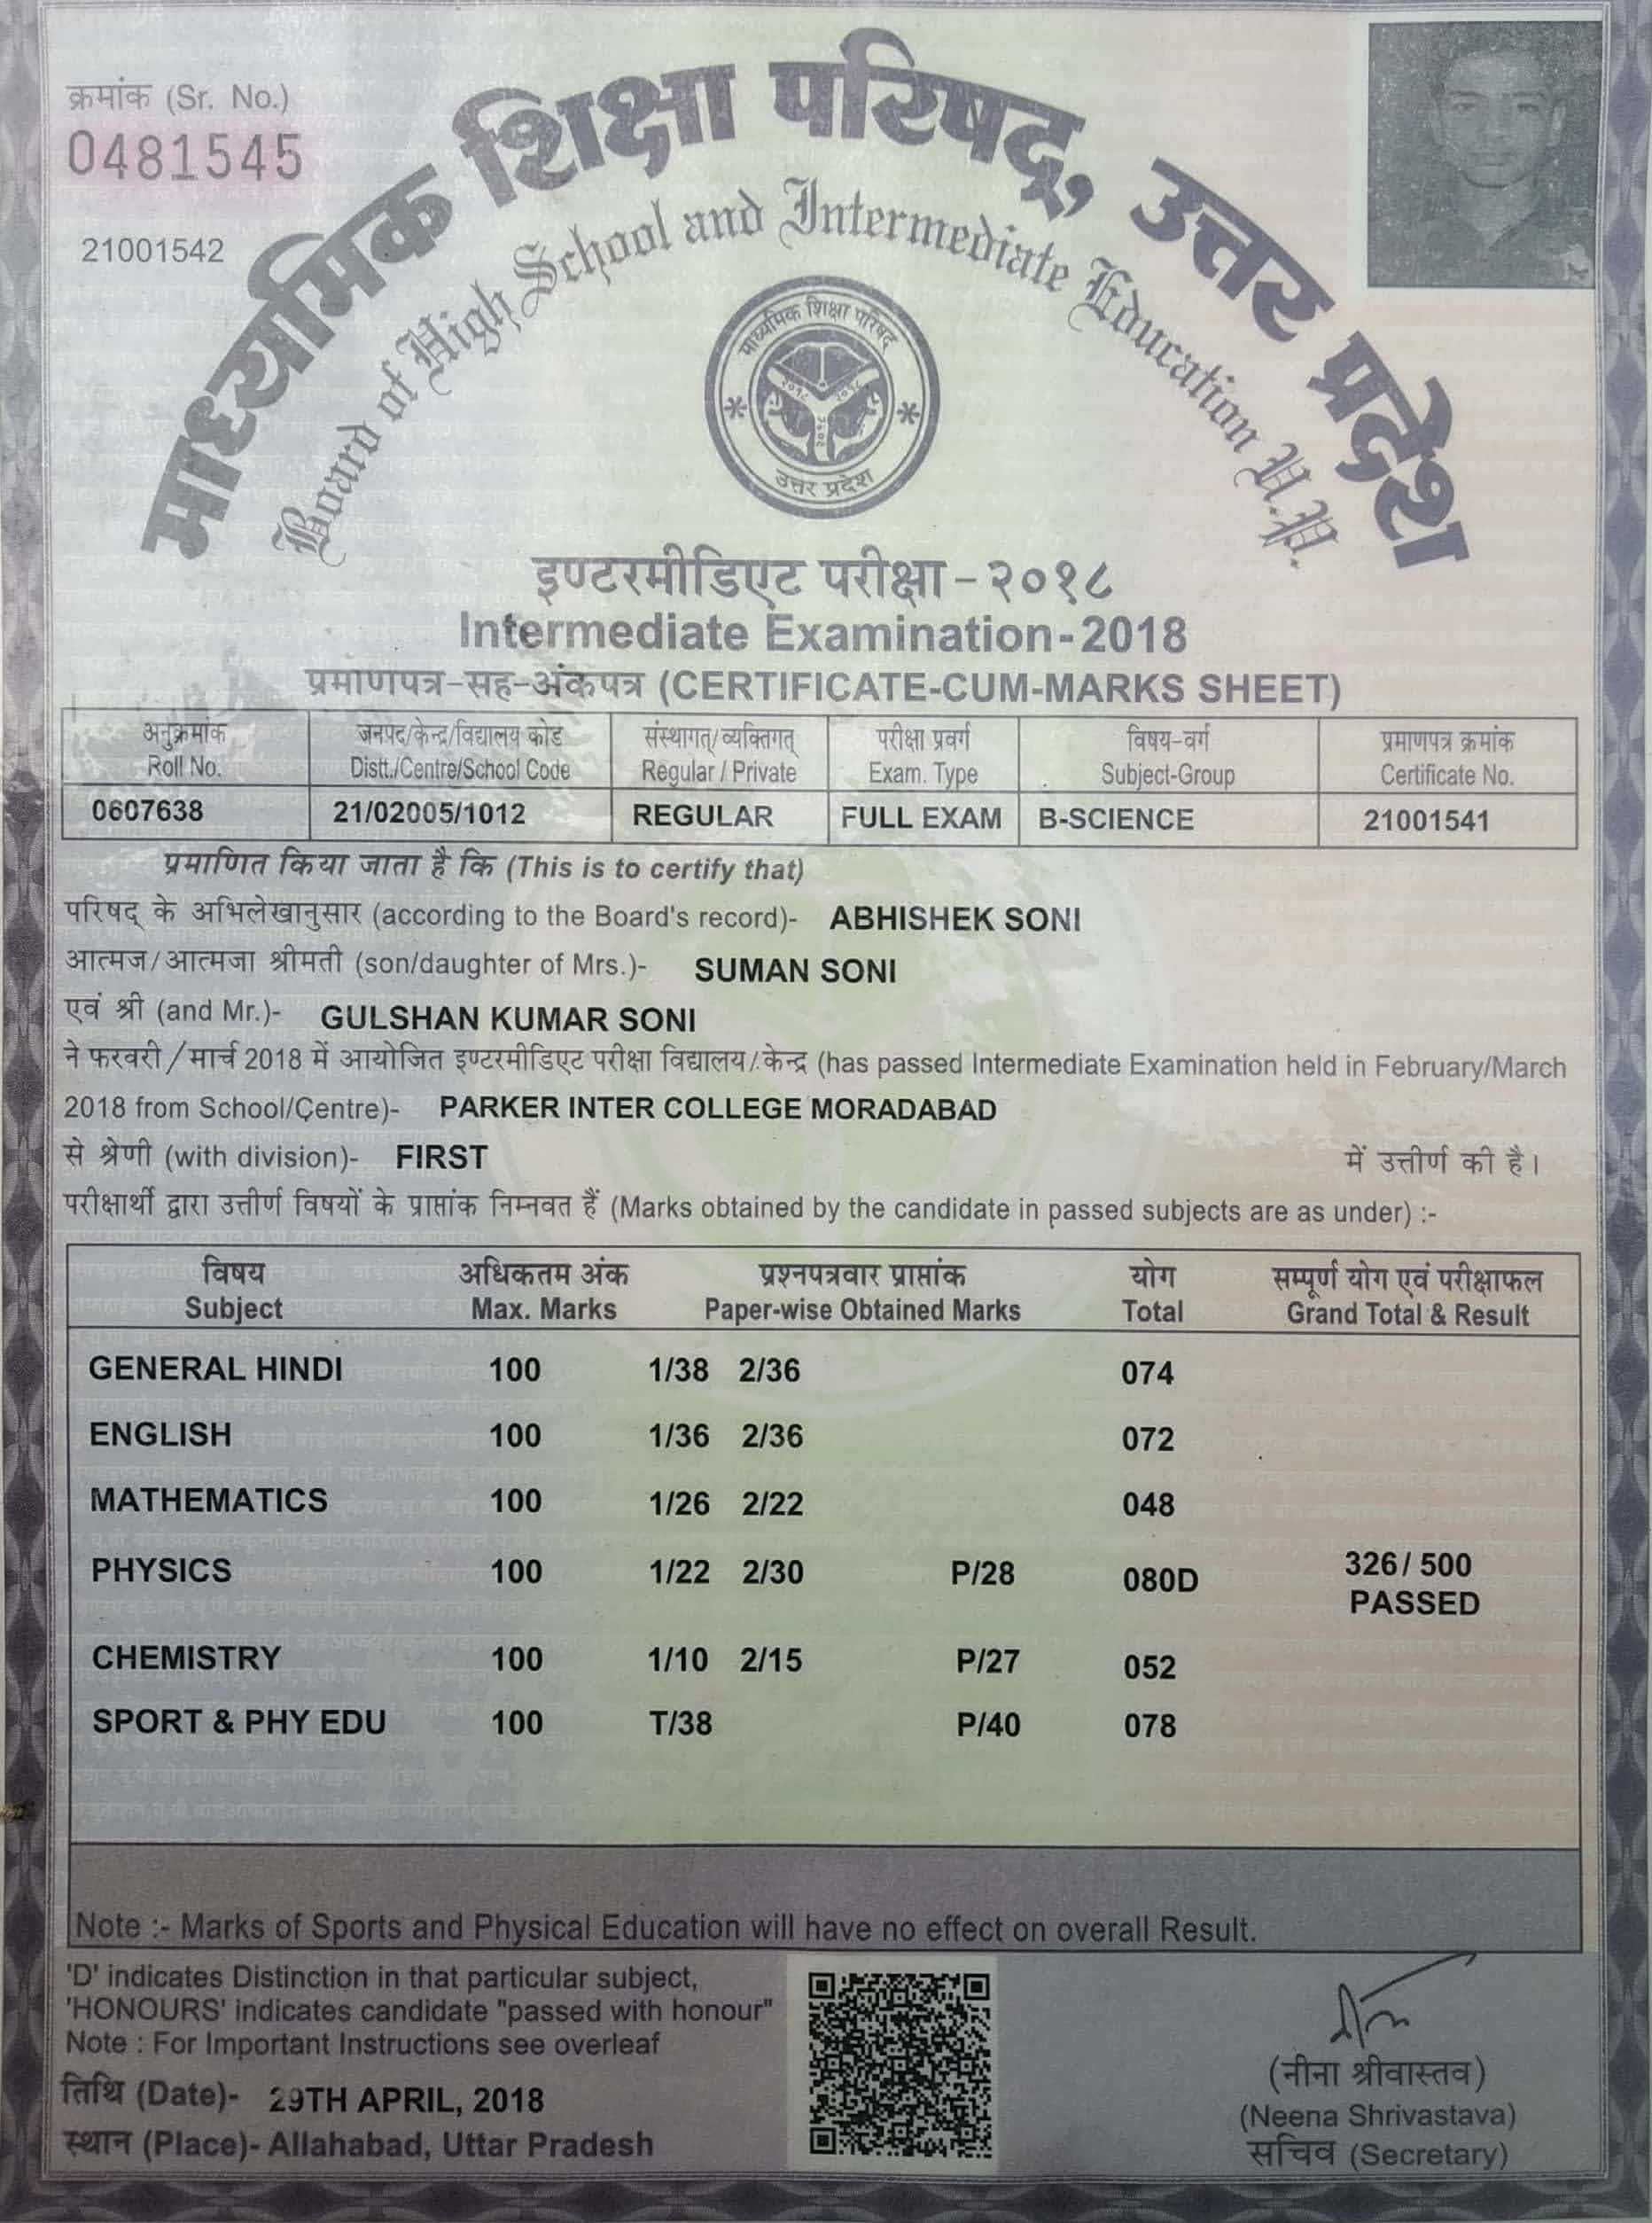 क्रमांक (Sr. No.)
0481545
21001542
माध्यमिक शिक्षा परिषद्, उत्तर प्रदेश
Board of High School and Intermediate Education U.P.
माध्यमिक शिक्षा परिषद
उत्तर प्रदेश
इण्टरमीडिएट परीक्षा - २०१८
Intermediate Examination-2018
प्रमाणपत्र-सह-अंकपत्र (CERTIFICATE-CUM-MARKS SHEET)
अनुक्रमांक जनपद/केन्द्र/विद्यालय कोड संस्थागत्/व्यक्तिगत् परीक्षा प्रवर्ग विषय-वर्ग प्रमाणपत्र क्रमांक
Roll No. Distt./Centre/School Code Regular / Private Exam. Type Subject-Group Certificate No.
0607638 21/02005/1012 REGULAR FULL EXAM B-SCIENCE 21001541
प्रमाणित किया जाता है कि (This is to certify that)
परिषद् के अभिलेखानुसार (according to the Board's record)- ABHISHEK SONI
आत्मज/आत्मजा श्रीमती (son/daughter of Mrs.)- SUMAN SONI
एवं श्री (and Mr.)- GULSHAN KUMAR SONI
ने फरवरी/मार्च 2018 में आयोजित इण्टरमीडिएट परीक्षा विद्यालय/केन्द्र (has passed Intermediate Examination held in February/March
2018 from School/Centre)- PARKER INTER COLLEGE MORADABAD
से श्रेणी (with division)- FIRST में उत्तीर्ण की है।
परीक्षार्थी द्वारा उत्तीर्ण विषयों के प्राप्तांक निम्नवत हैं (Marks obtained by the candidate in passed subjects are as under) :-
विषय अधिकतम अंक प्रश्नपत्रवार प्राप्तांक योग सम्पूर्ण योग एवं परीक्षाफल
Subject Max. Marks Paper-wise Obtained Marks Total Grand Total & Result
GENERAL HINDI 100 1/38 2/36 074
ENGLISH 100 1/36 2/36 072
MATHEMATICS 100 1/26 2/22 048
PHYSICS 100 1/22 2/30 P/28 080D 326/ 500
PASSED
CHEMISTRY 100 1/10 2/15 P/27 052
SPORT & PHY EDU 100 T/38 P/40 078
Note :- Marks of Sports and Physical Education will have no effect on overall Result.
'D' indicates Distinction in that particular subject,
'HONOURS' indicates candidate "passed with honour"
Note : For Important Instructions see overleaf
तिथि (Date)- 29TH APRIL, 2018
स्थान (Place)- Allahabad, Uttar Pradesh
(नीना श्रीवास्तव)
(Neena Shrivastava)
सचिव (Secretary)